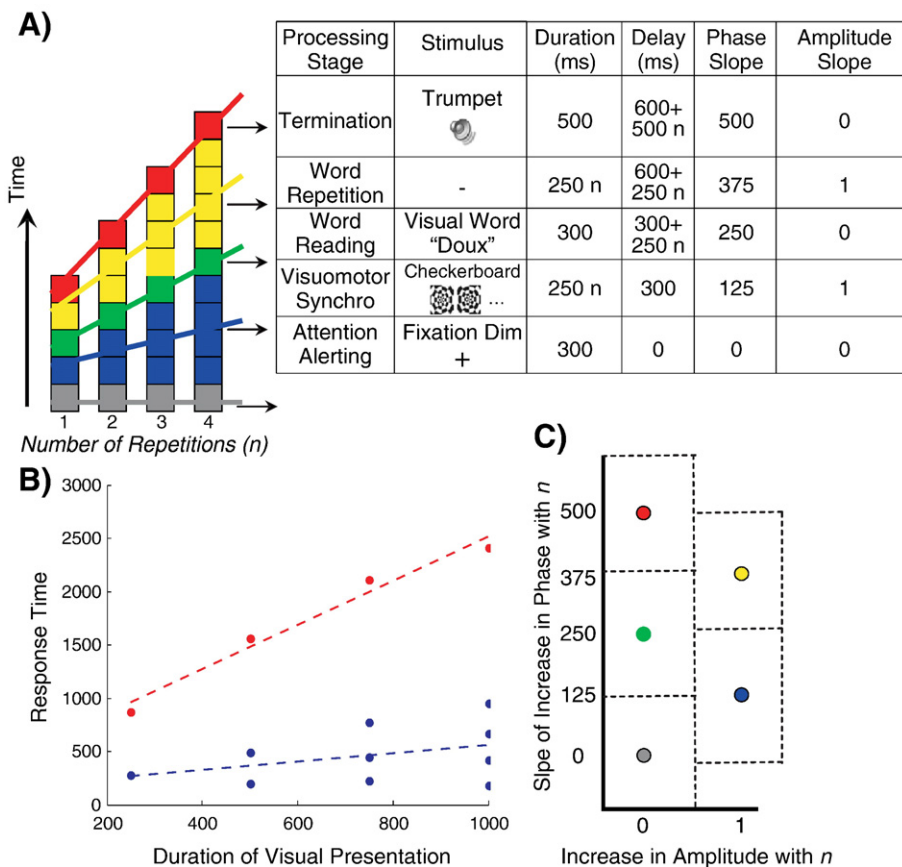 A)
Processing Stage | Stimulus | Duration (ms) | Delay (ms) | Phase Slope | Amplitude Slope
Termination | Trumpet | 500 | 600+ 500 n | 500 | 0
Word Repetition | - | 250 n | 600+ 250 n | 375 | 1
Word Reading | Visual Word "Doux" | 300 | 300+ 250 n | 250 | 0
Visuomotor Synchro | Checkerboard ... | 250 n | 300 | 125 | 1
Attention Alerting | Fixation Dim + | 300 | 0 | 0 | 0
Time
1 2 3 4
Number of Repetitions (n)
B)
Response Time
3000
2500
2000
1500
1000
500
0
200 400 600 800 1000
Duration of Visual Presentation
C)
Slpe of Increase in Phase with n
500
375
250
125
0
0 1
Increase in Amplitude with n